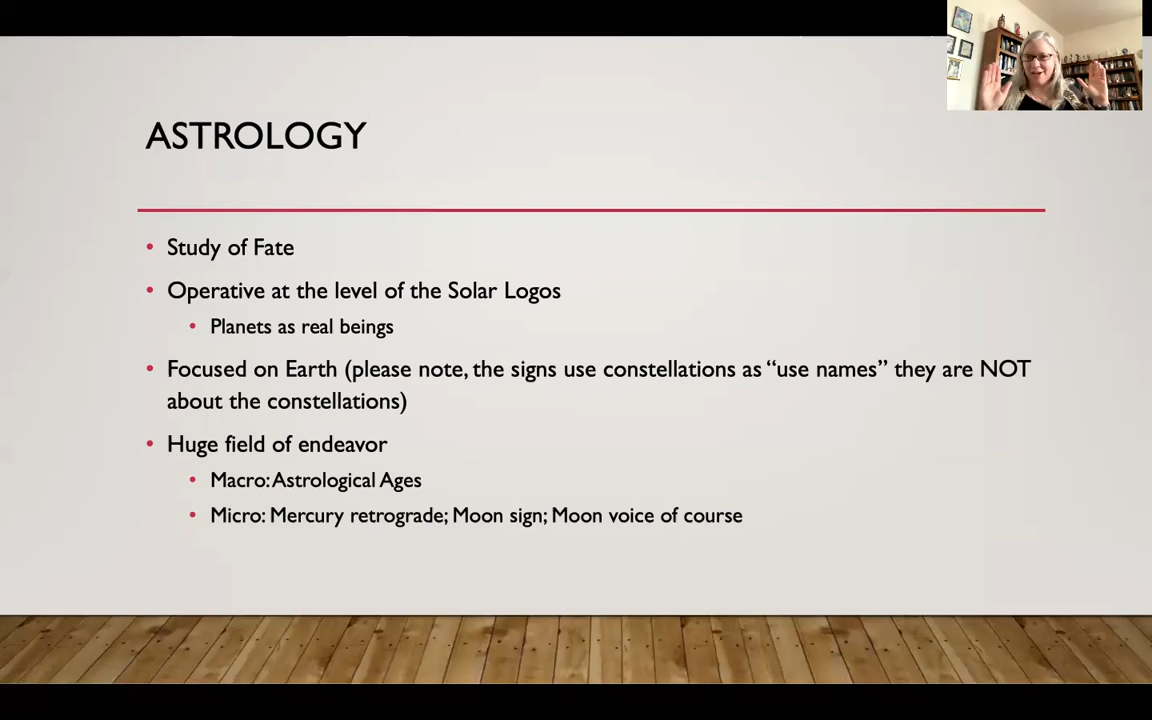 ASTROLOGY
• Study of Fate
• Operative at the level of the Solar Logos
• Planets as real beings
• Focused on Earth (please note, the signs use constellations as “use names” they are NOT
about the constellations)
• Huge field of endeavor
• Macro: Astrological Ages
• Micro: Mercury retrograde; Moon sign; Moon voice of course